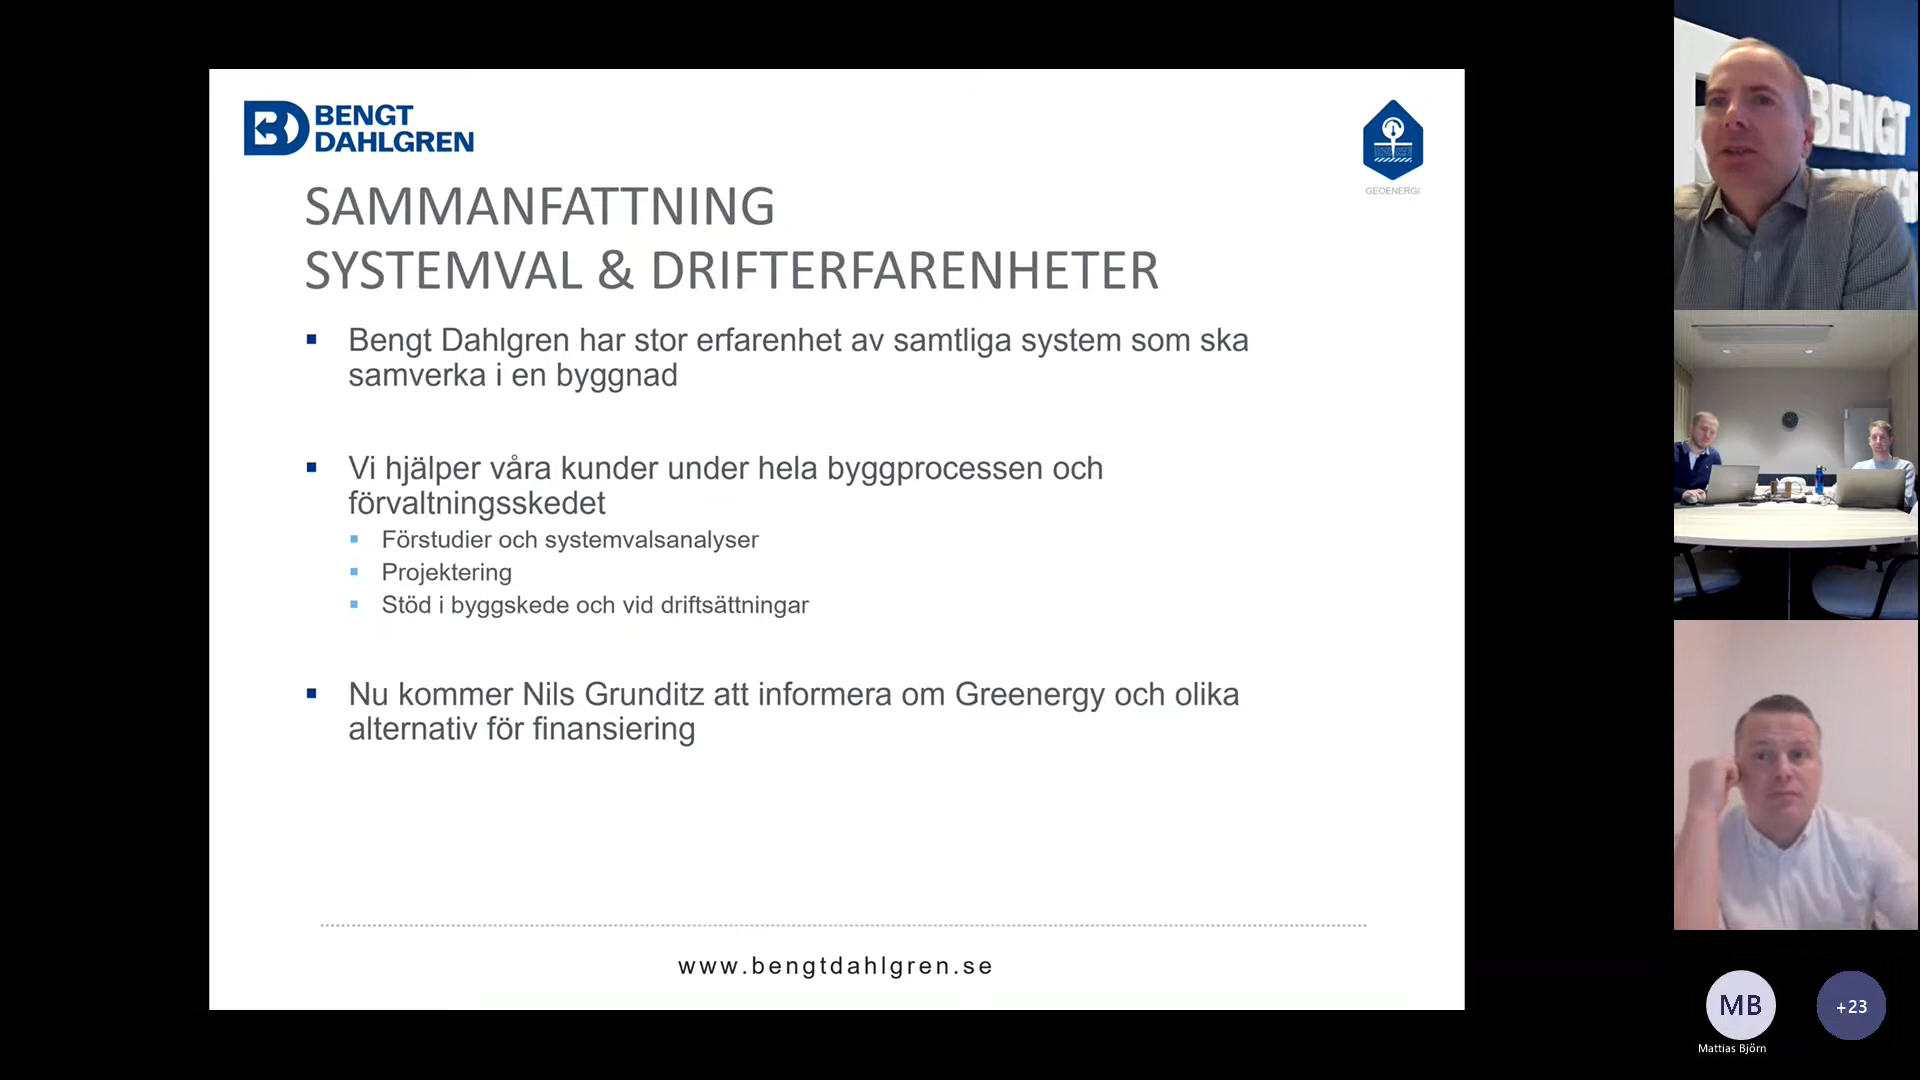 BENGT
DAHLGREN
GEOENERGI
SAMMANFATTNING
SYSTEMVAL & DRIFTERFARENHETER
Bengt Dahlgren har stor erfarenhet av samtliga system som ska
samverka i en byggnad
Vi hjälper våra kunder under hela byggprocessen och
förvaltningsskedet
Förstudier och systemvalsanalyser
Projektering
Stöd i byggskede och vid driftsättningar
Nu kommer Nils Grunditz att informera om Greenergy och olika
alternativ för finansiering
www.bengtdahlgren.se
BENGT
MB
+23
Mattias Björn